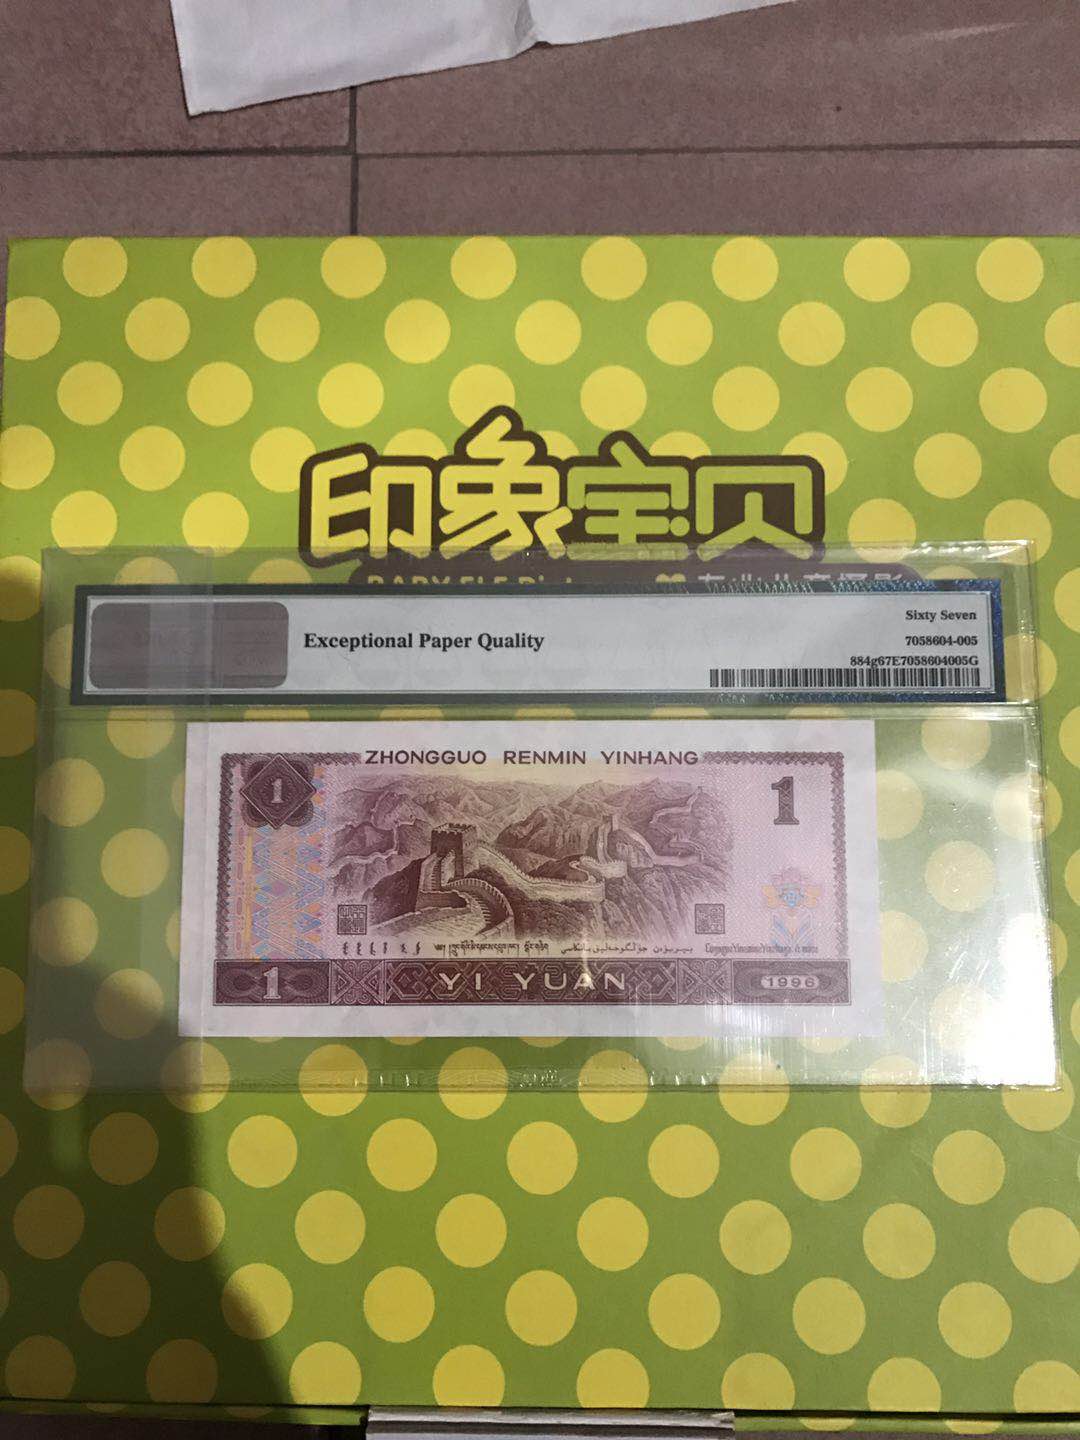 印象宝贝
Exceptional Paper Quality
Sixty Seven
7058604-005
884g67E7058604005G
ZHONGGUO RENMIN YINHANG
1
1
1
YI YUAN
1996